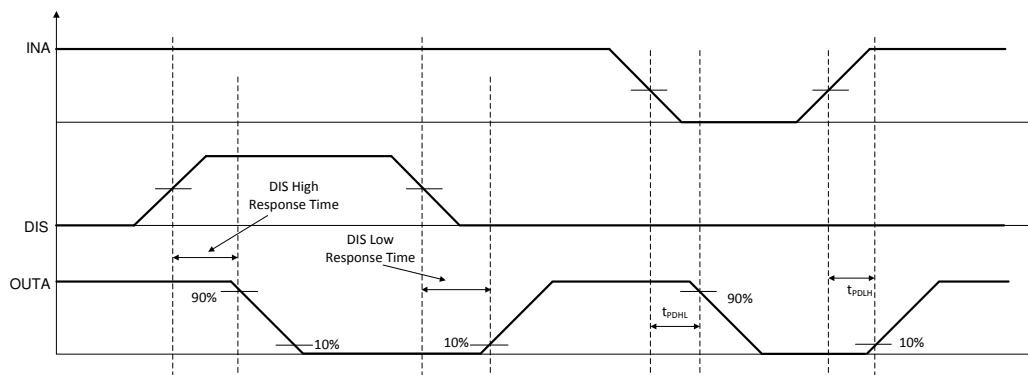 INA
DIS High
Response Time
DIS
DIS Low
Response Time
OUTA
90%
10%
10%
tPDHL
90%
tPDLH
10%